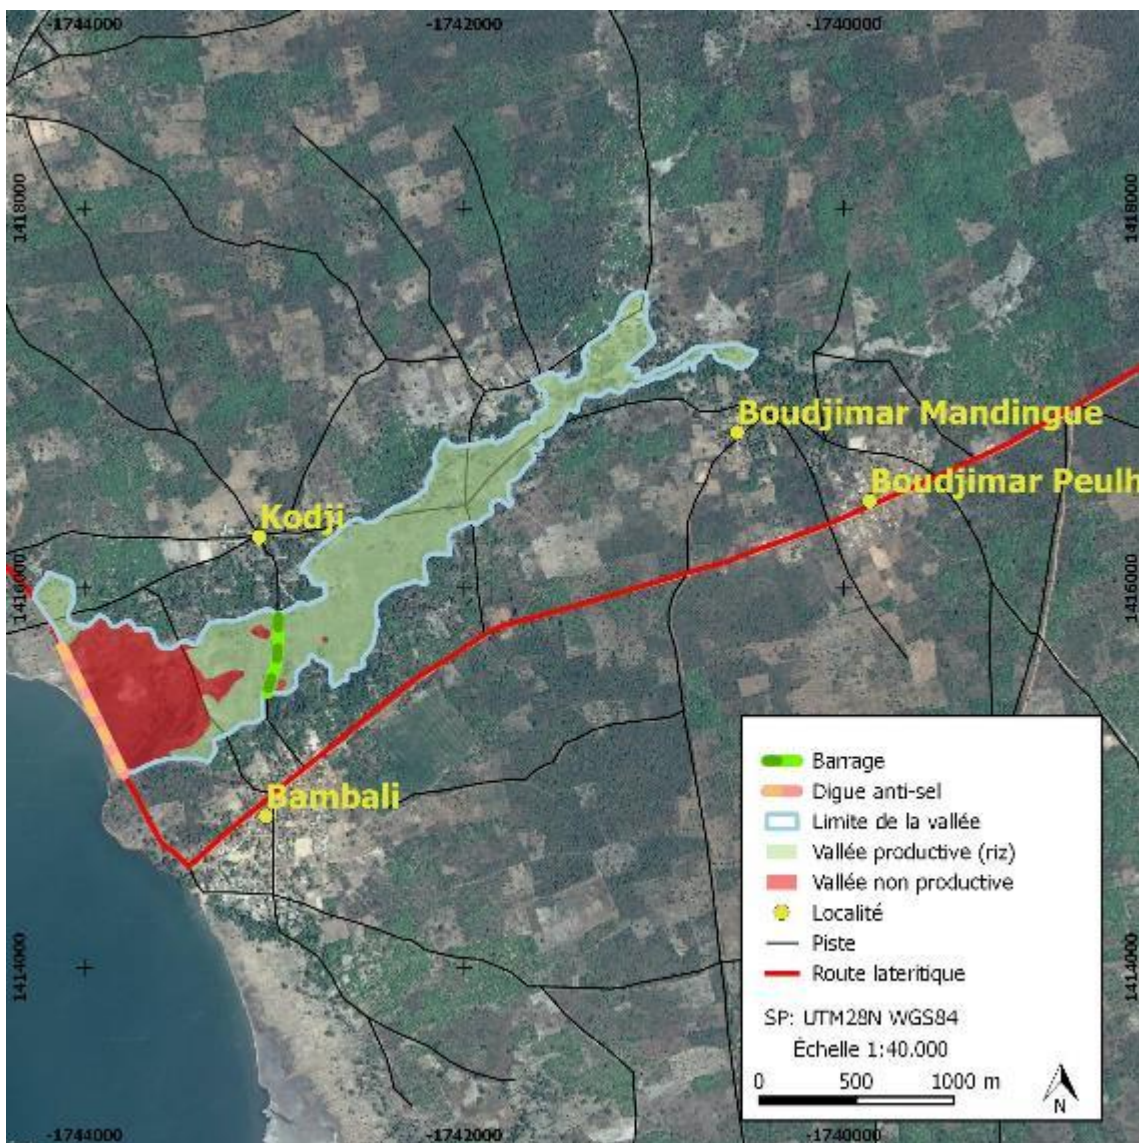 -1744000
-1742000
-1740000
1418000
1418000
Boudjimar Mandingue
Boudjimar Peulh
Kodji
1416000
1416000
Bambali
1414000
1414000
Barrage
Digue anti-sel
Limite de la vallée
Vallée productive (riz)
Vallée non productive
Localité
Piste
Route lateritique
SP: UTM28N WGS84
Échelle 1:40.000
0 500 1000 m
N
-1744000
-1742000
-1740000